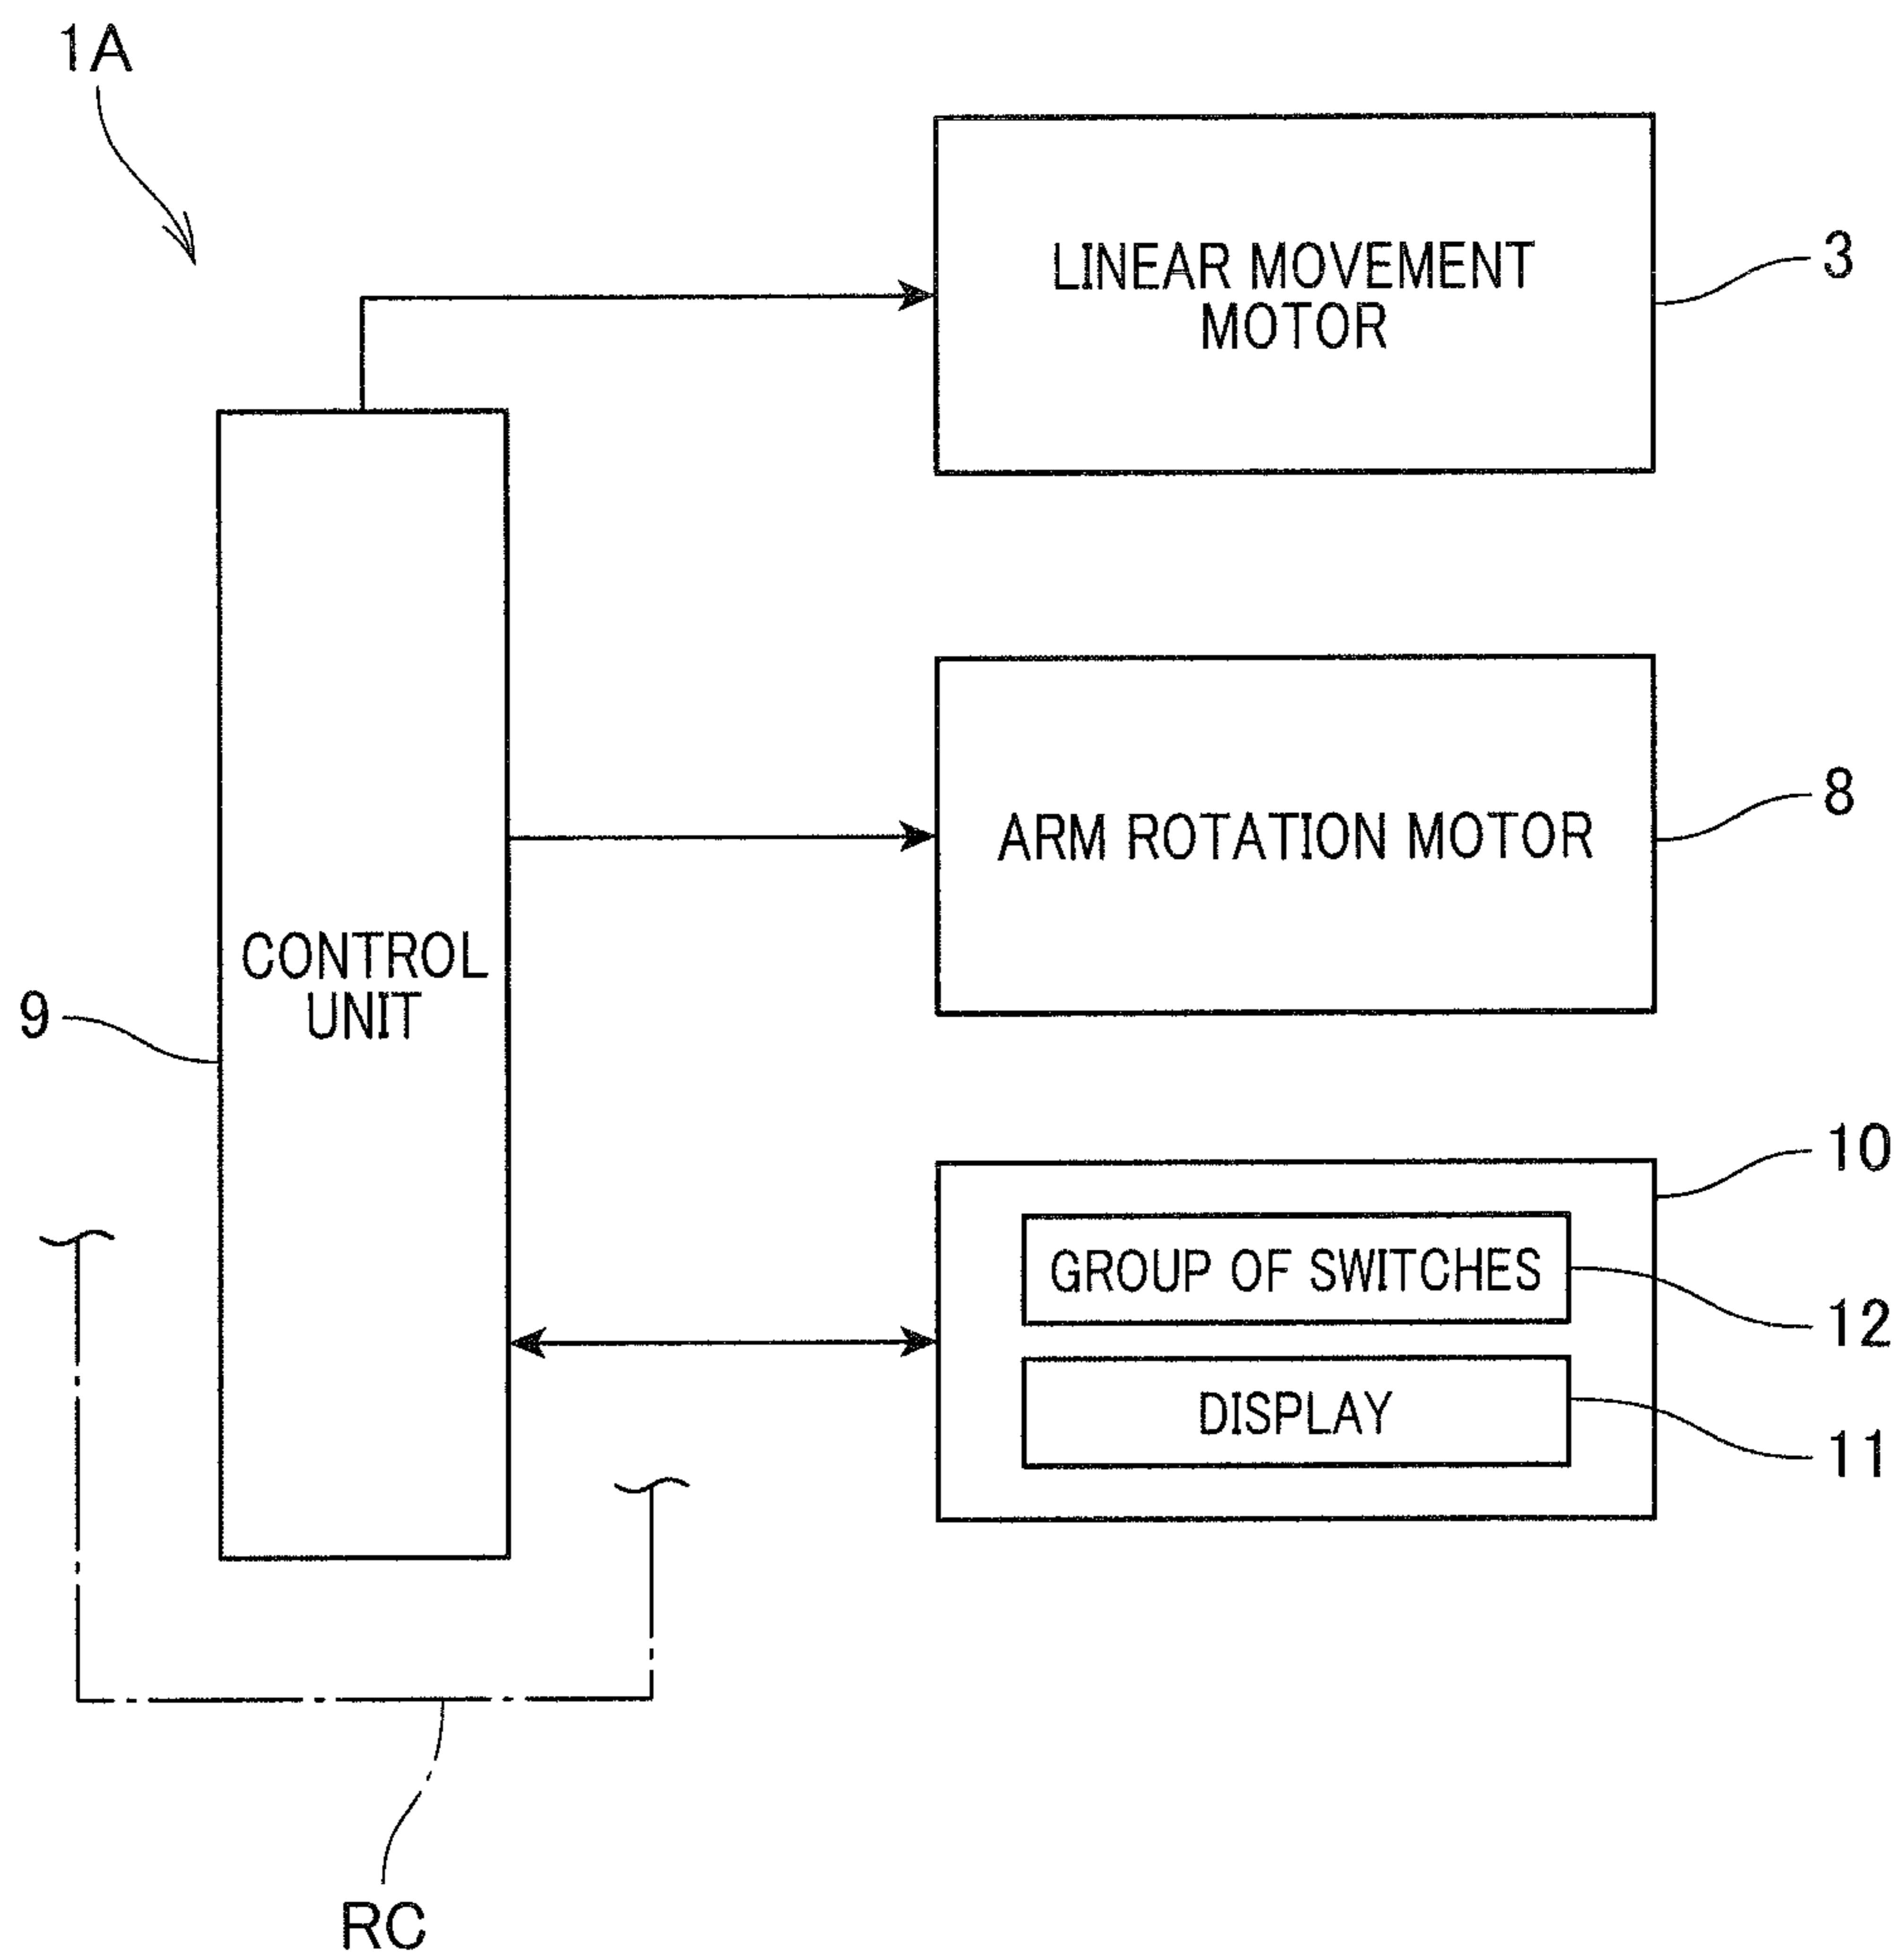 1A
LINEAR MOVEMENT
MOTOR
3
ARM ROTATION MOTOR
8
CONTROL
UNIT
9
10
GROUP OF SWITCHES
12
DISPLAY
11
RC